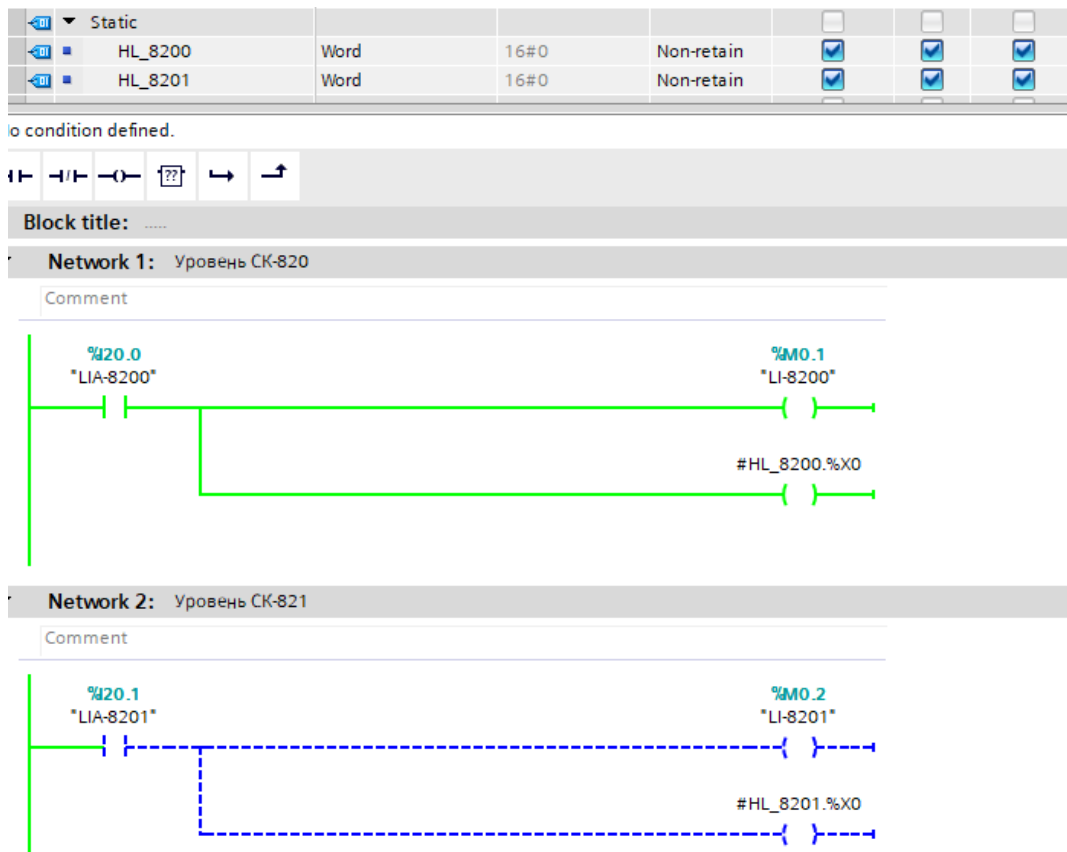 Static
HL_8200 Word 16#0 Non-retain
HL_8201 Word 16#0 Non-retain
o condition defined.
??
Block title: .....
Network 1: Уровень СК-820
Comment
%I20.0 %M0.1
"LIA-8200" "LI-8200"
#HL_8200.%X0
Network 2: Уровень СК-821
Comment
%I20.1 %M0.2
"LIA-8201" "LI-8201"
#HL_8201.%X0